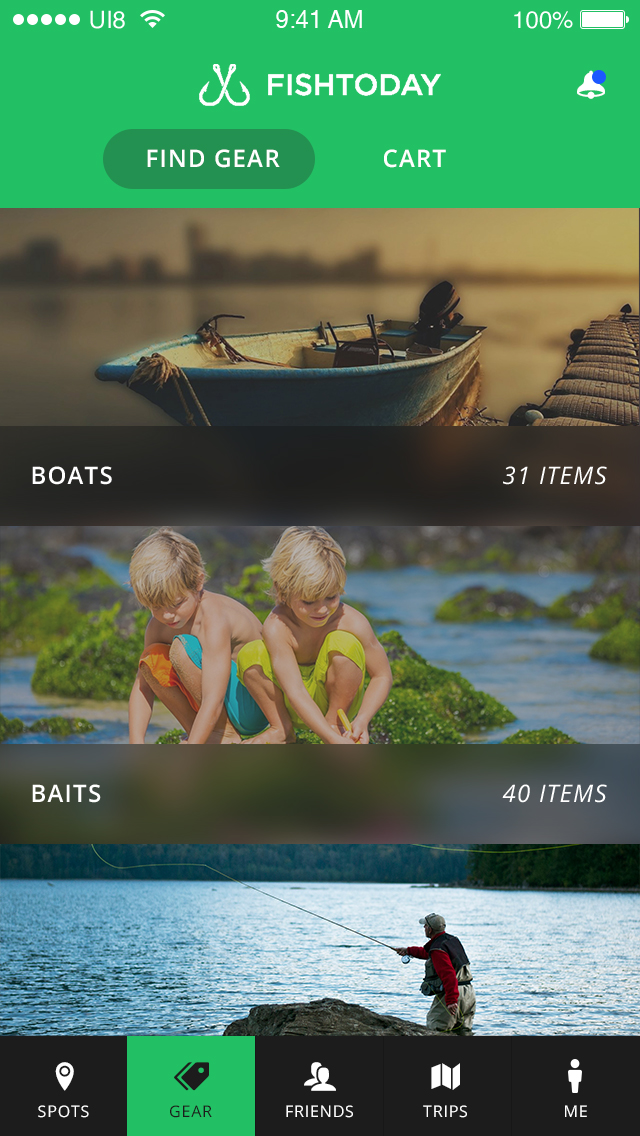 UI8 9:41 AM 100%
FISHTODAY
FIND GEAR CART
BOATS 31 ITEMS
BAITS 40 ITEMS
SPOTS GEAR FRIENDS TRIPS ME